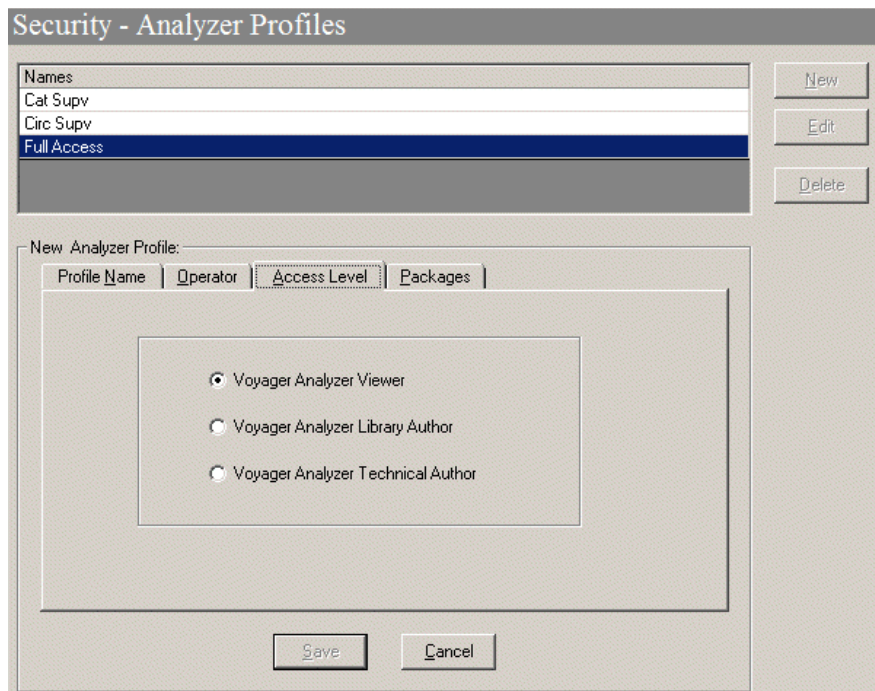 Security - Analyzer Profiles
Names
New
Cat Supv
Circ Supv
Edit
Full Access
Delete
New Analyzer Profile:
Profile Name Operator Access Level Packages
Voyager Analyzer Viewer
Voyager Analyzer Library Author
Voyager Analyzer Technical Author
Save Cancel